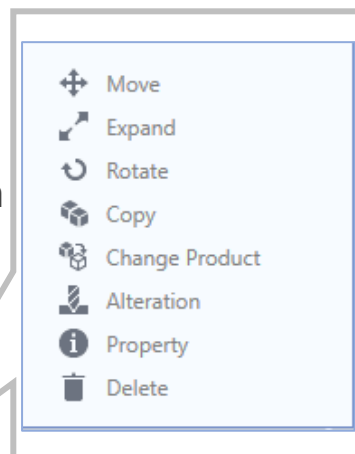 Move
Expand
Rotate
Copy
Change Product
Alteration
Property
Delete